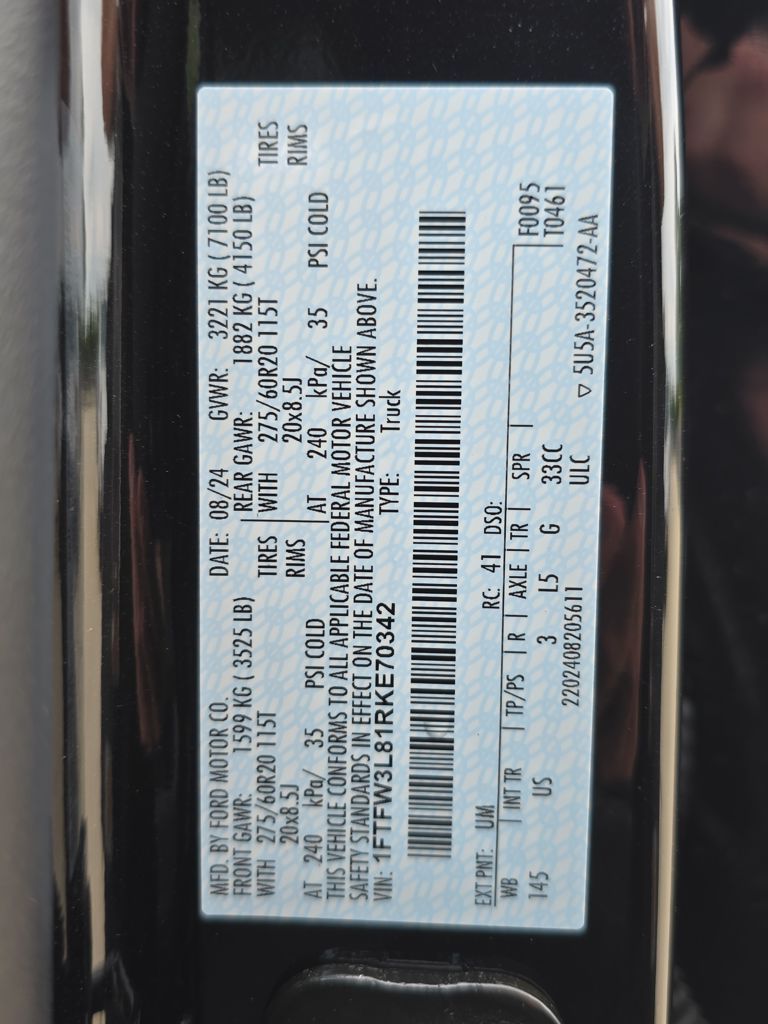 MFD. BY FORD MOTOR CO. DATE: 08/24 GVWR: 3221 KG ( 7100 LB)
FRONT GAWR: 1599 KG ( 3525 LB) REAR GAWR: 1882 KG ( 4150 LB)
WITH 275/60R20 115T TIRES WITH 275/60R20 115T TIRES
20x8.5J RIMS 20x8.5J RIMS
AT 240 kPa/ 35 PSI COLD AT 240 kPa/ 35 PSI COLD
THIS VEHICLE CONFORMS TO ALL APPLICABLE FEDERAL MOTOR VEHICLE
SAFETY STANDARDS IN EFFECT ON THE DATE OF MANUFACTURE SHOWN ABOVE.
VIN: 1FTFW3L81RKE70342 TYPE: Truck
EXT PNT: UM RC: 41 DSO:
WB | INT TR | TP/PS | R | AXLE | TR | SPR | F0095
145 US 3 L5 G 33CC T0461
2202408205611 ULC
▽ 5U5A-3520472-AA